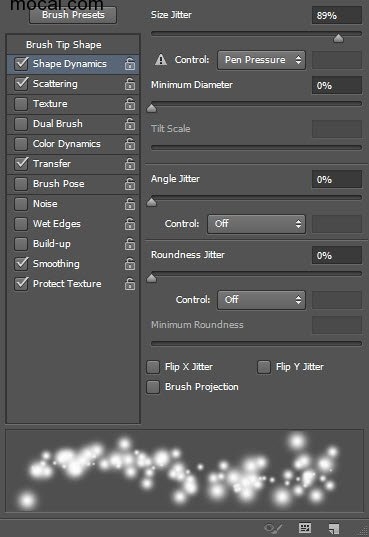 mocai.com
Brush Presets
Brush Tip Shape
Shape Dynamics
Scattering
Texture
Dual Brush
Color Dynamics
Transfer
Brush Pose
Noise
Wet Edges
Build-up
Smoothing
Protect Texture
Size Jitter 89%
Control: Pen Pressure
Minimum Diameter 0%
Tilt Scale
Angle Jitter 0%
Control: Off
Roundness Jitter 0%
Control: Off
Minimum Roundness
Flip X Jitter Flip Y Jitter
Brush Projection